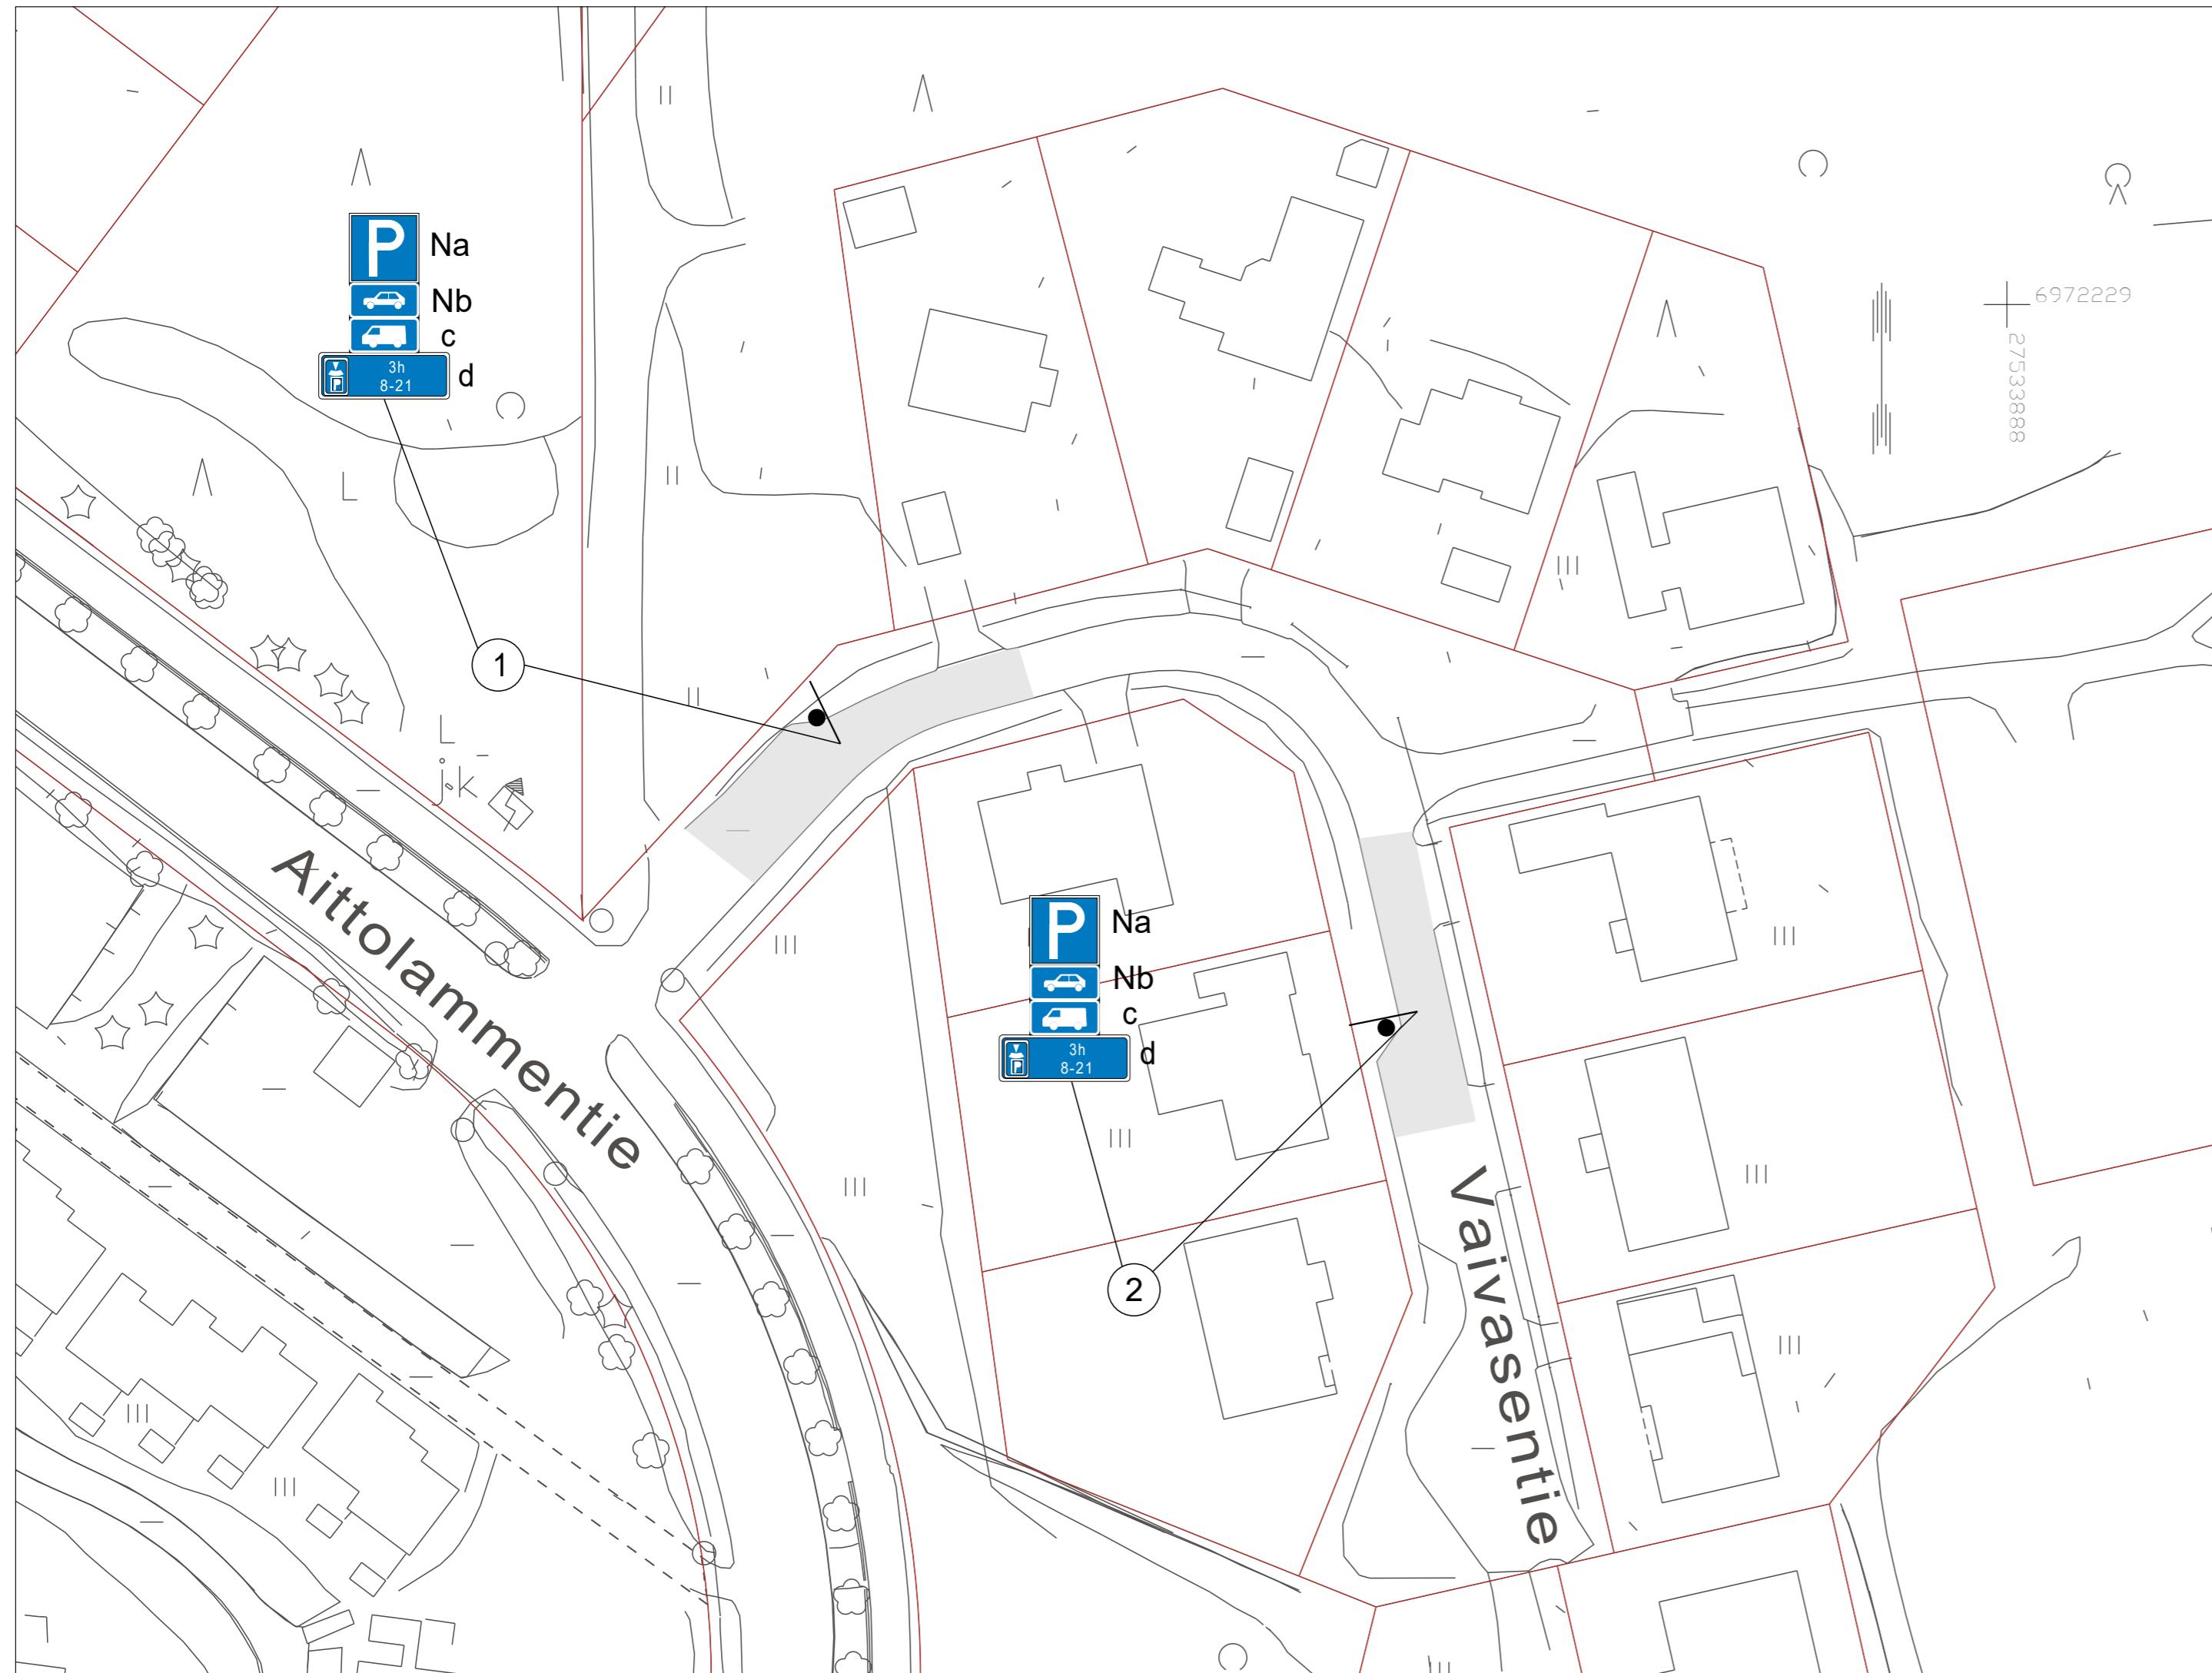 P Na
Nb
c
3h
8-21
P
d
6972229
27533888
1
j.k
Aittolammentie
P Na
Nb
c
3h
8-21
P
d
2
Vaivasentie